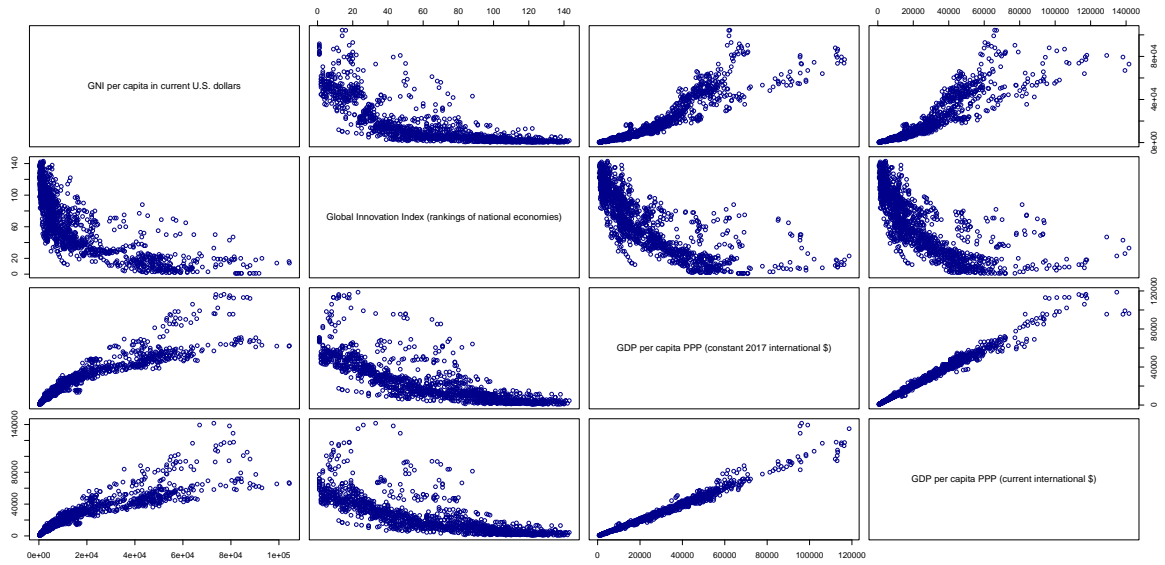 0 20 40 60 80 100 120 140
0 20000 40000 60000 80000 100000 140000
GNI per capita in current U.S. dollars
0e+00 4e+04 8e+04
0 20 60 100 140
Global Innovation Index (rankings of national economies)
GDP per capita PPP (constant 2017 international $)
0 40000 80000 120000
0 40000 80000 140000
GDP per capita PPP (current international $)
0e+00 2e+04 4e+04 6e+04 8e+04 1e+05
0 20000 40000 60000 80000 100000 120000